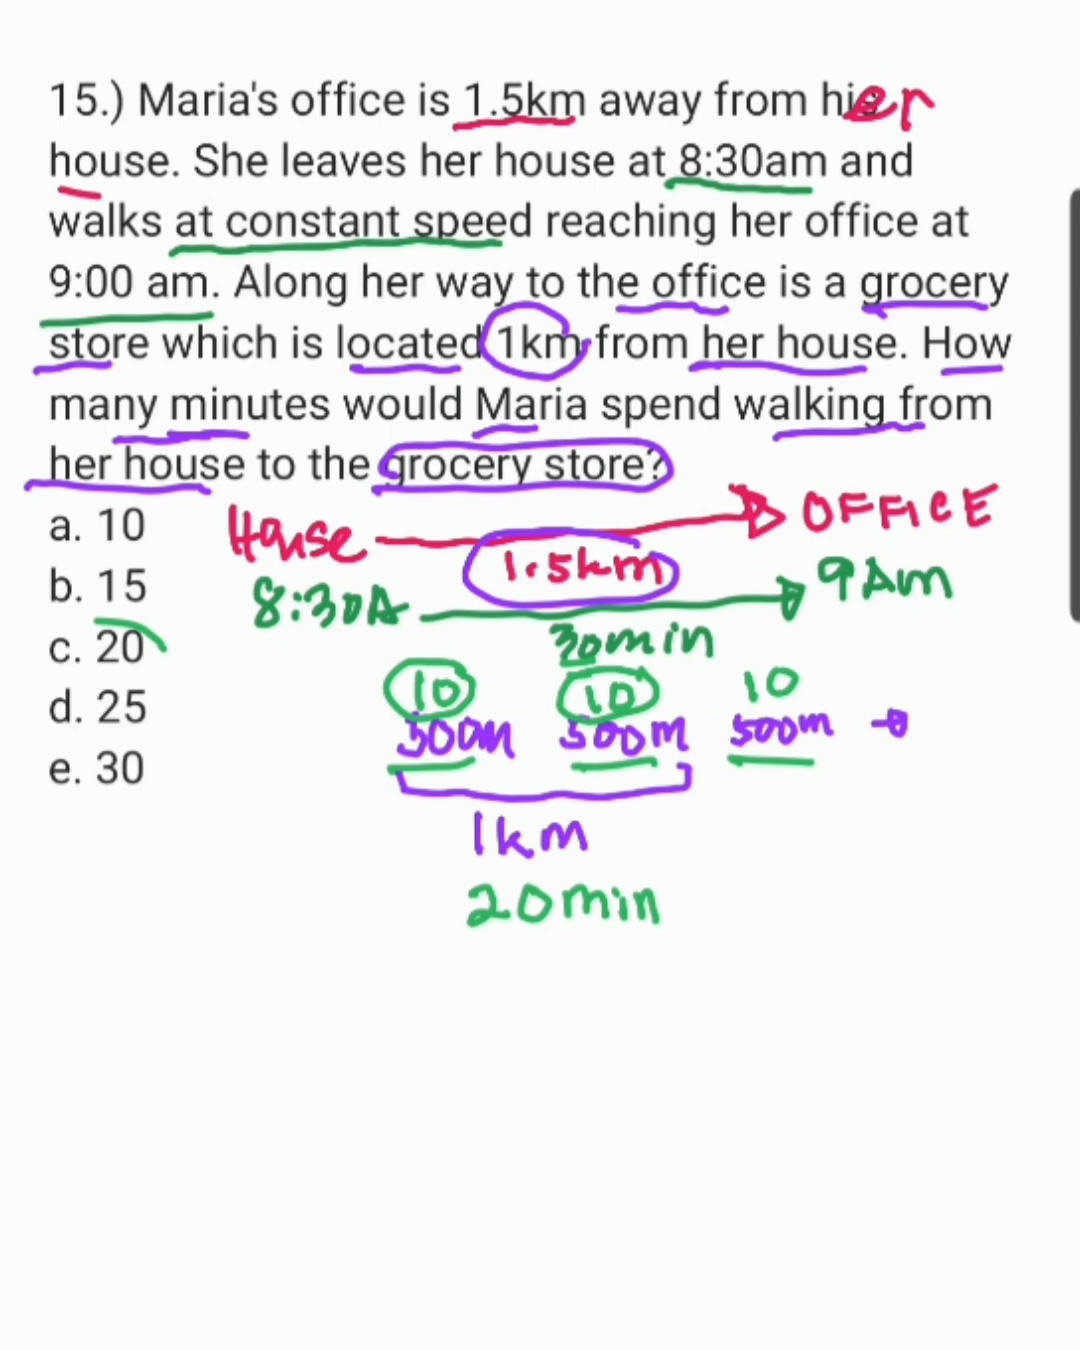 15.) Maria's office is 1.5km away from her
house. She leaves her house at 8:30am and
walks at constant speed reaching her office at
9:00 am. Along her way to the office is a grocery
store which is located 1km from her house. How
many minutes would Maria spend walking from
her house to the grocery store?
a. 10
b. 15
c. 20
d. 25
e. 30
House OFFICE
1.5km
8:30A 9Am
30min
10 10 10
500m 500m 500m
1km
20min